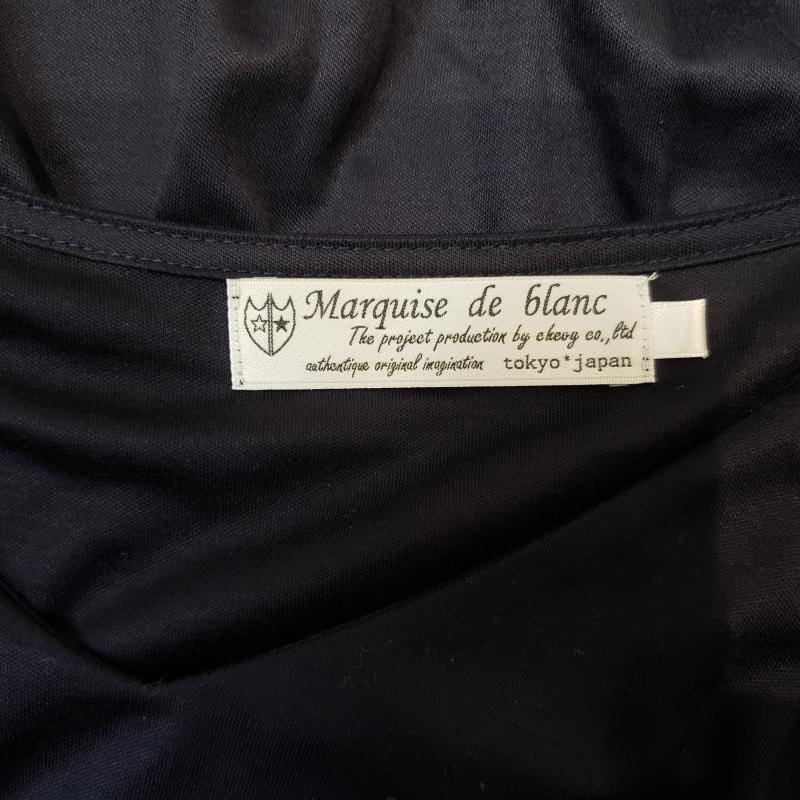 Marquise de blanc
The project production by chevy co.,ltd
authentique original imagination tokyo*japan